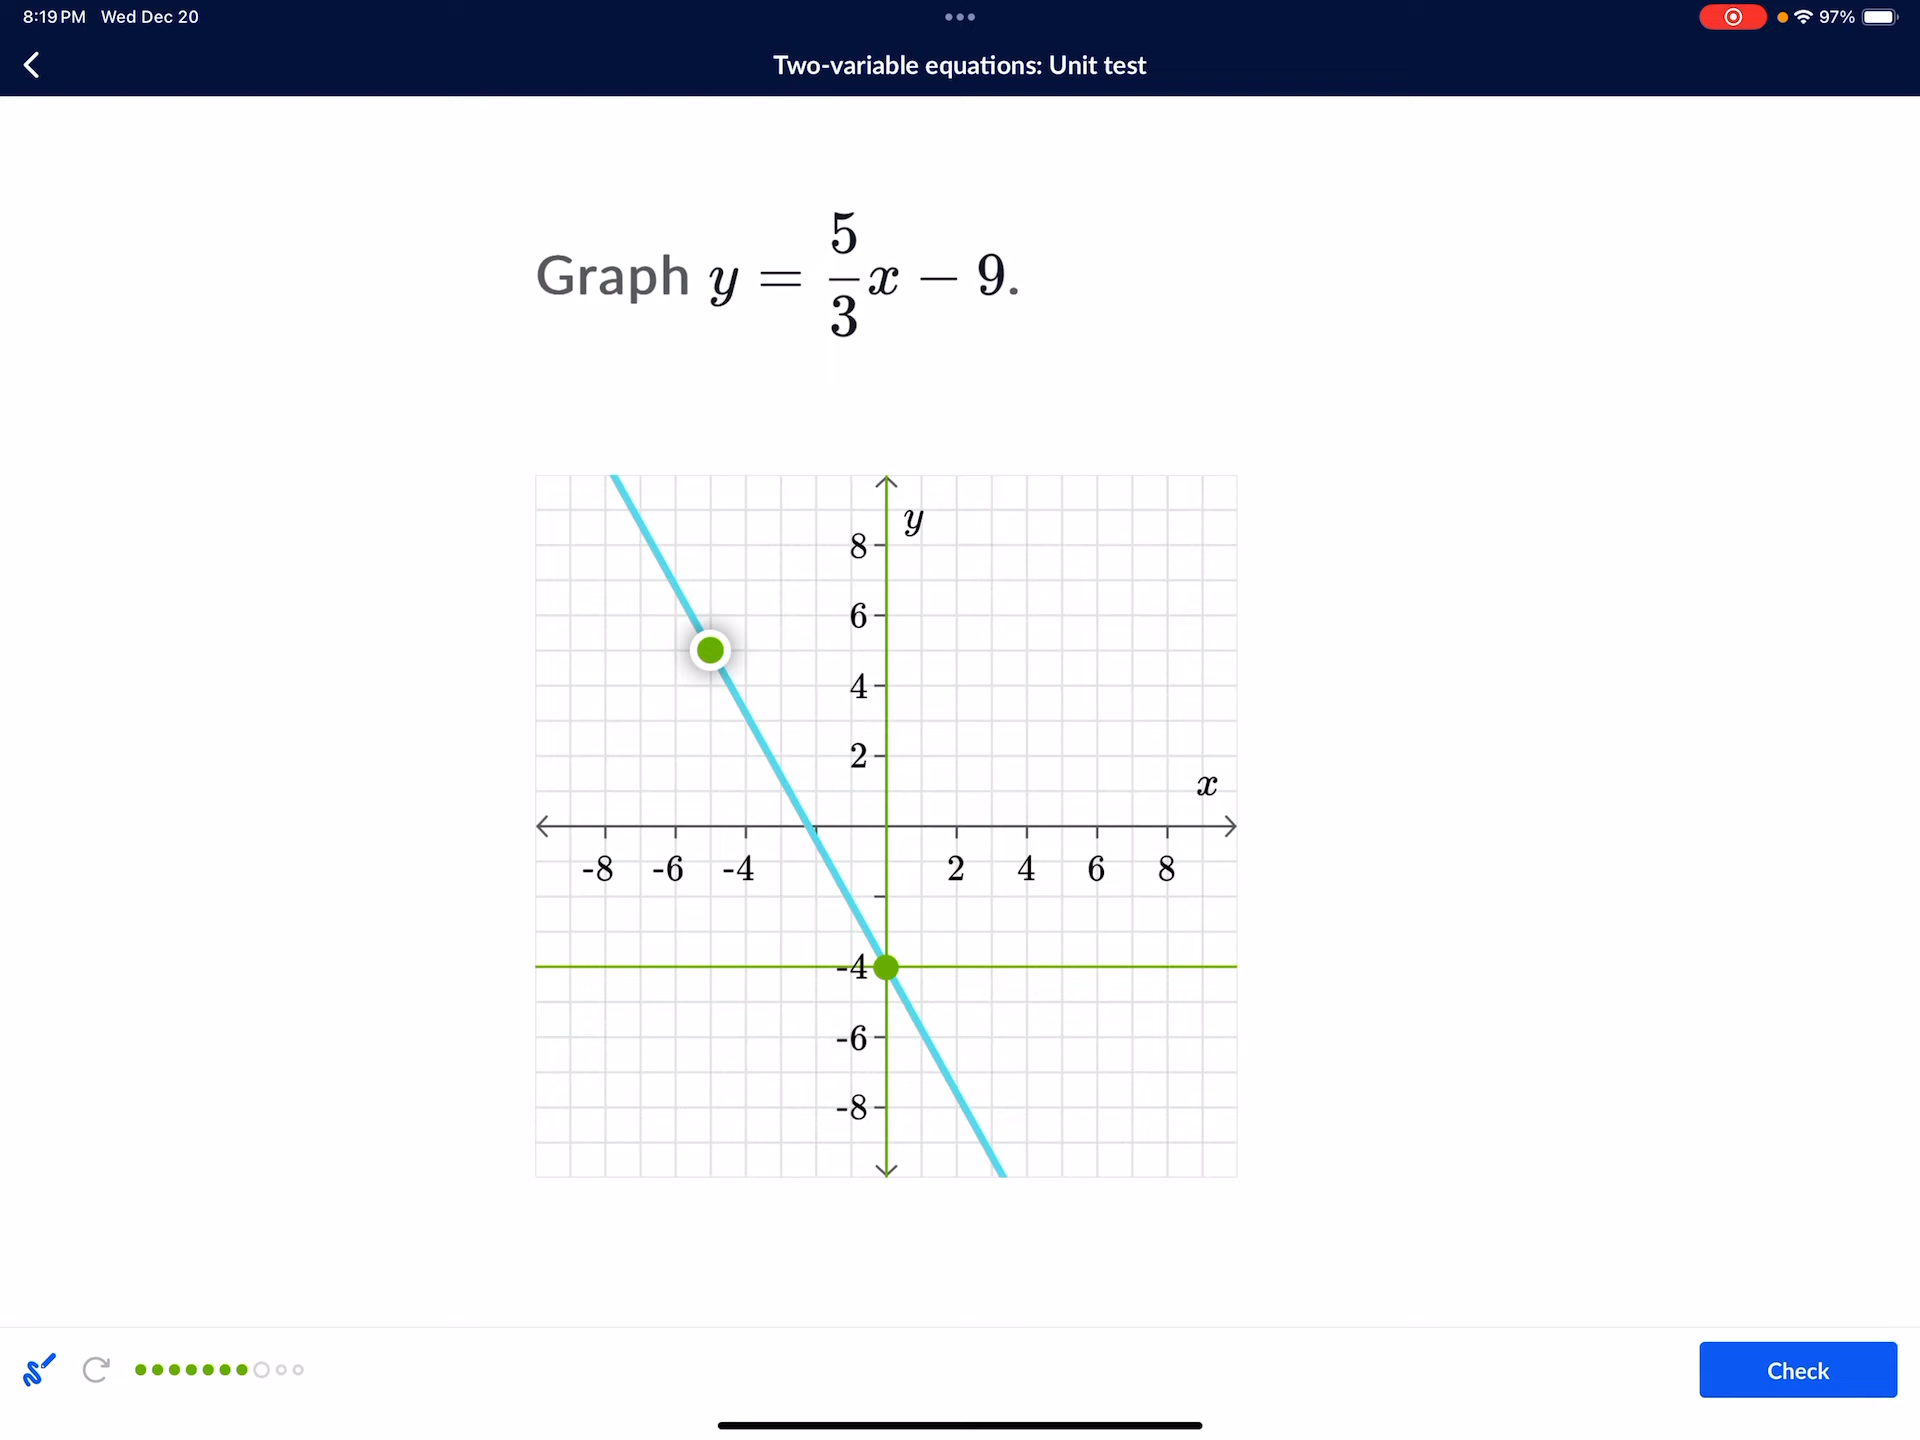 8:19 PM Wed Dec 20
97%
Two-variable equations: Unit test
Graph y = 5/3 x − 9.
y
8
6
4
2
x
-8 -6 -4 2 4 6 8
-4
-6
-8
Check